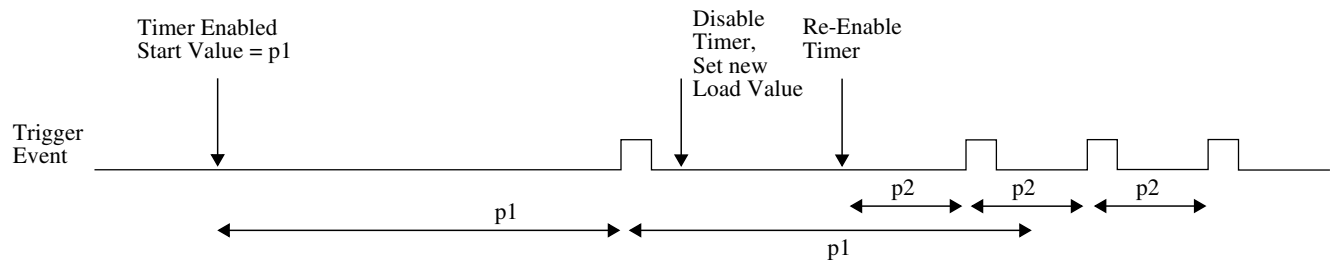 Timer Enabled
Start Value = p1
Disable
Timer,
Set new
Load Value
Re-Enable
Timer
Trigger
Event
p2
p2
p2
p1
p1